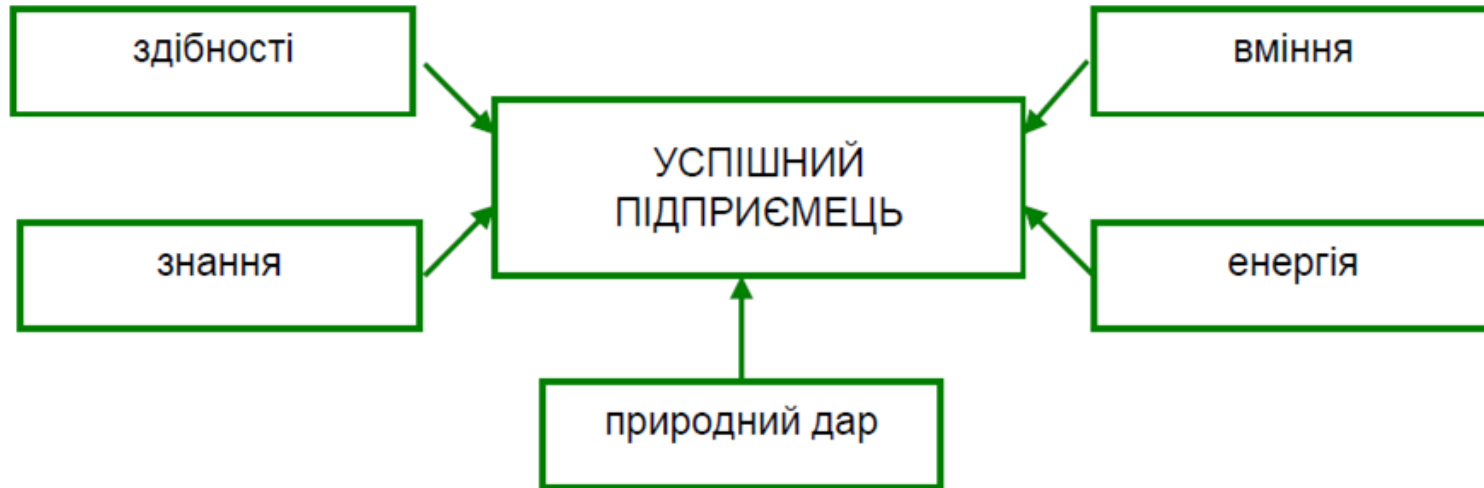 здібності
вміння
УСПІШНИЙ
ПІДПРИЄМЕЦЬ
знання
енергія
природний дар